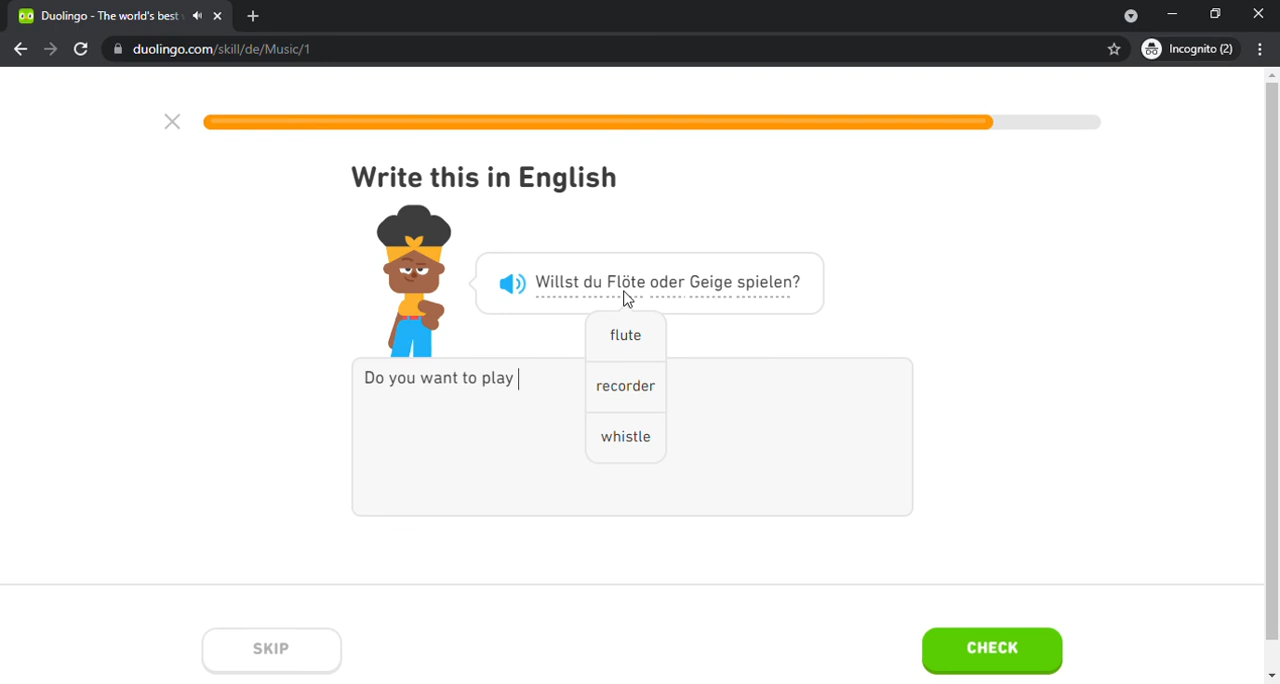 Duolingo - The world's best
duolingo.com/skill/de/Music/1
Incognito (2)
Write this in English
Willst du Flöte oder Geige spielen?
flute
recorder
whistle
Do you want to play
SKIP
CHECK